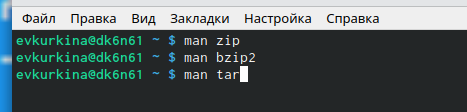 Файл Правка Вид Закладки Настройка Справка
evkurkina@dk6n61 ~ $ man zip
evkurkina@dk6n61 ~ $ man bzip2
evkurkina@dk6n61 ~ $ man tar